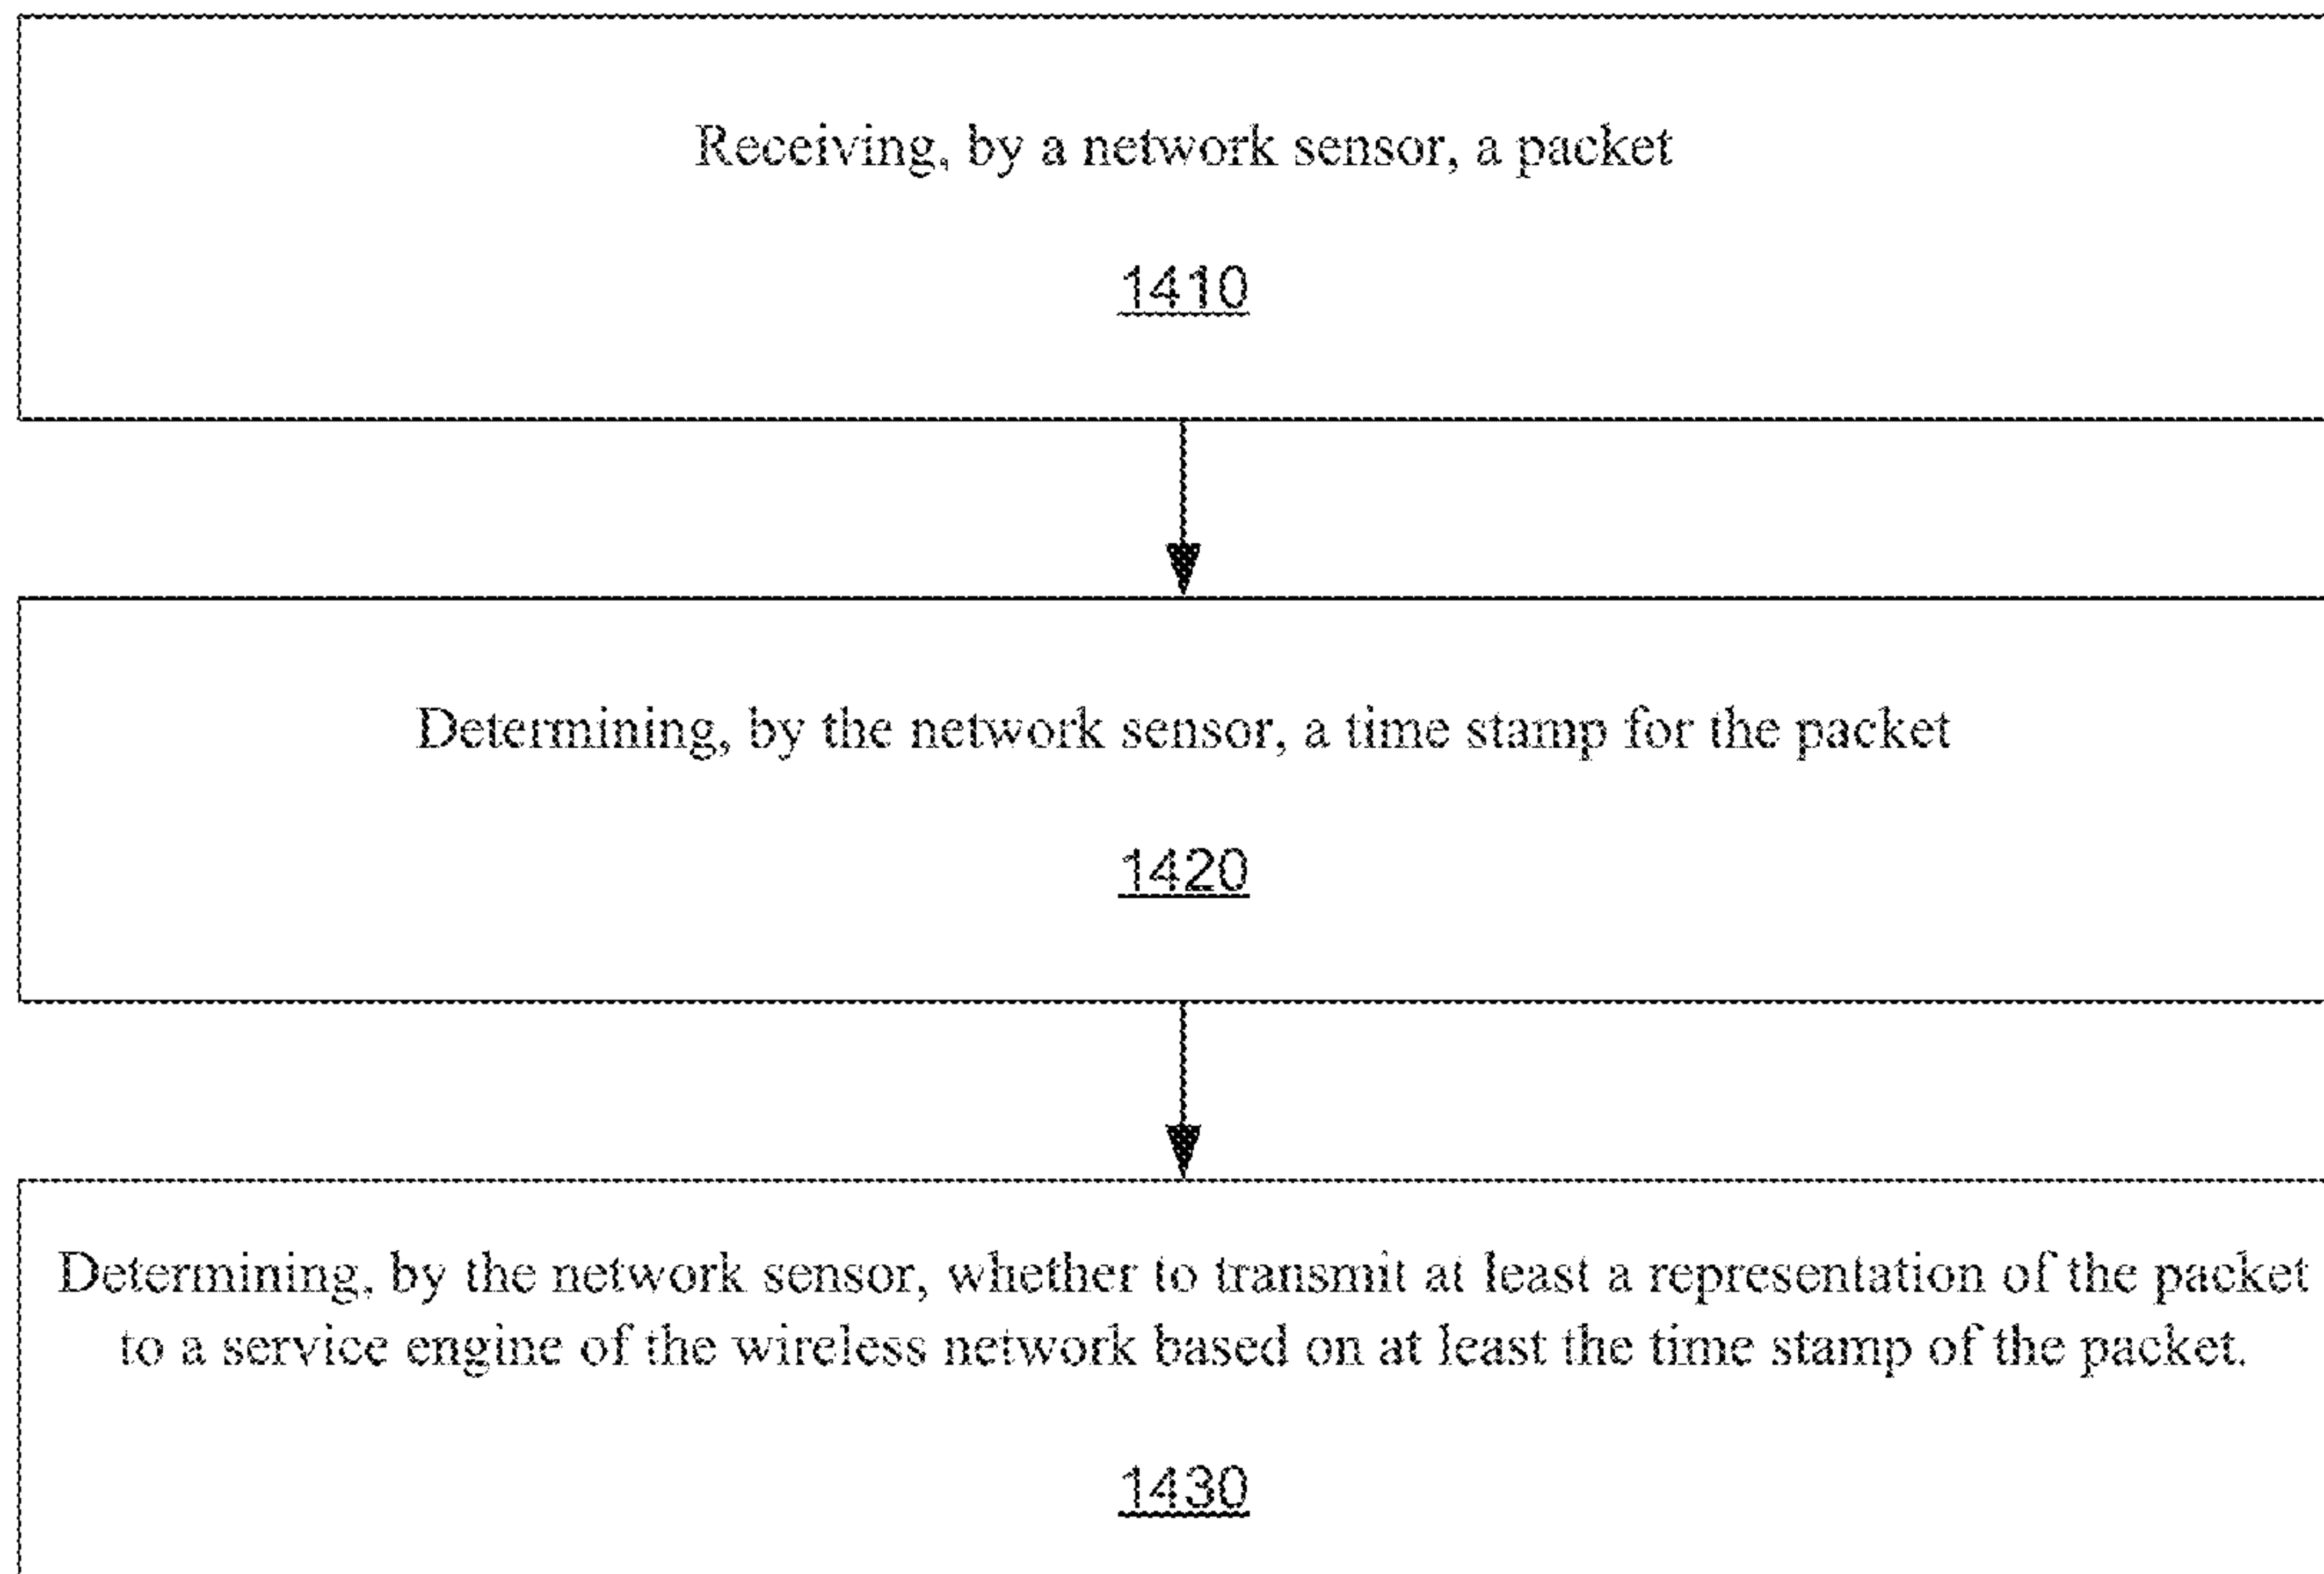 Receiving, by a network sensor, a packet
1410
Determining, by the network sensor, a time stamp for the packet
1420
Determining, by the network sensor, whether to transmit at least a representation of the packet
to a service engine of the wireless network based on at least the time stamp of the packet.
1430